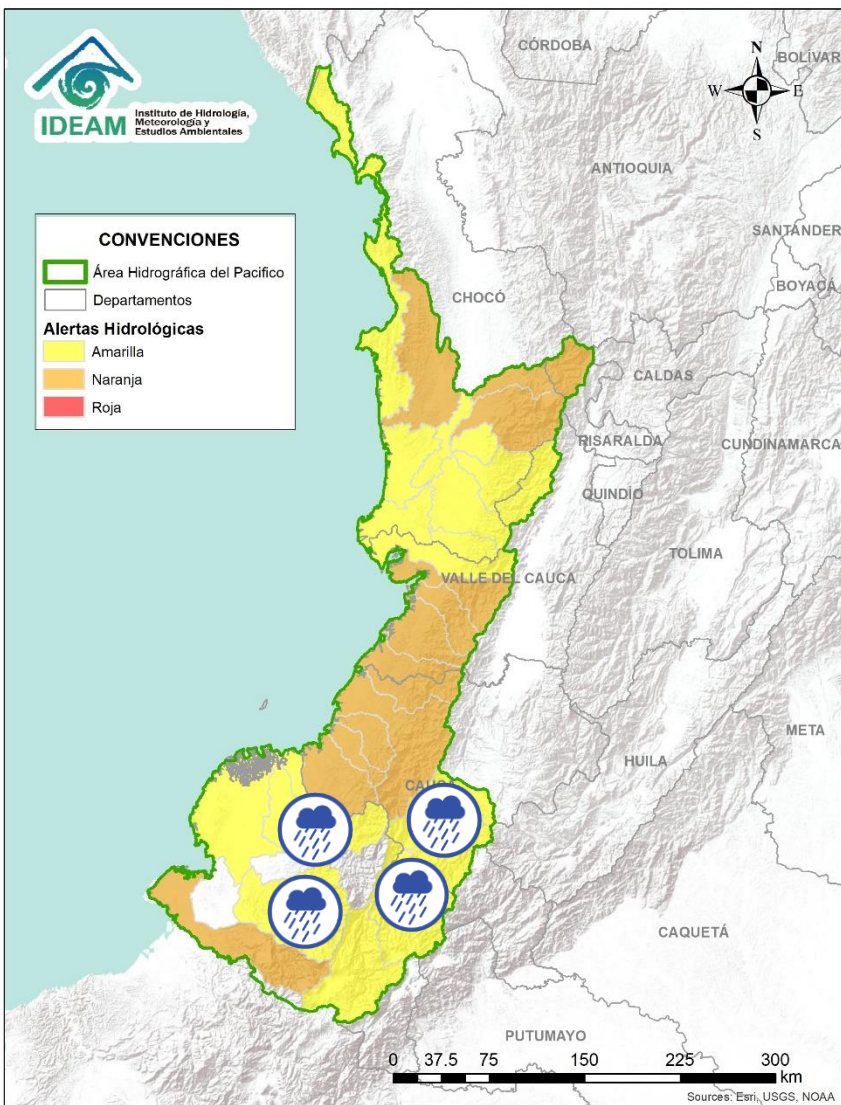 IDEAM
Instituto de Hidrología,
Meteorología y
Estudios Ambientales
CÓRDOBA
BOLÍVAR
N
W
E
S
ANTIOQUIA
SANTANDER
BOYACÁ
CONVENCIONES
Área Hidrográfica del Pacifico
Departamentos
Alertas Hidrológicas
Amarilla
Naranja
Roja
CHOCÓ
CALDAS
RISARALDA
CUNDINAMARCA
QUINDÍO
TOLIMA
VALLE DEL CAUCA
META
HUILA
CAUCA
CAQUETÁ
PUTUMAYO
0 37.5 75 150 225 300
km
Sources: Esri, USGS, NOAA